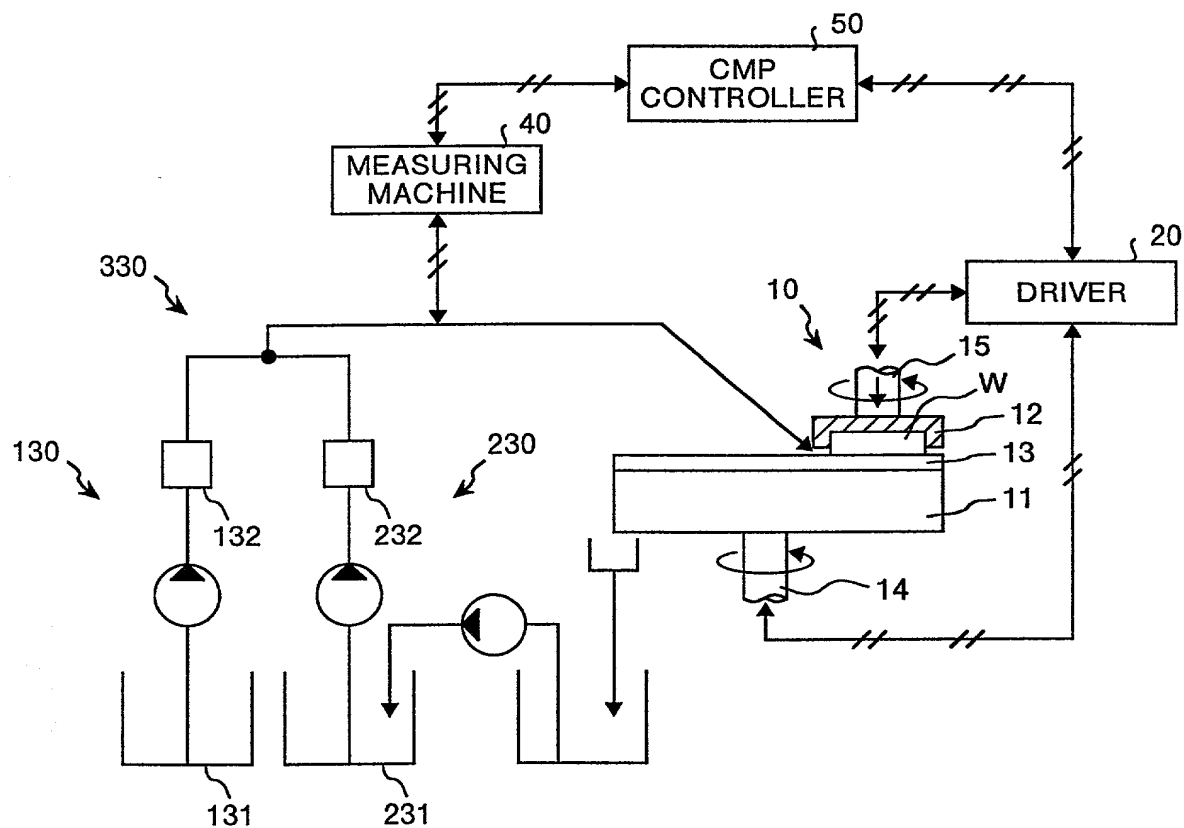 50
CMP
CONTROLLER
40
MEASURING
MACHINE
20
DRIVER
330
10
15
W
12
13
11
130
132
230
232
14
131
231